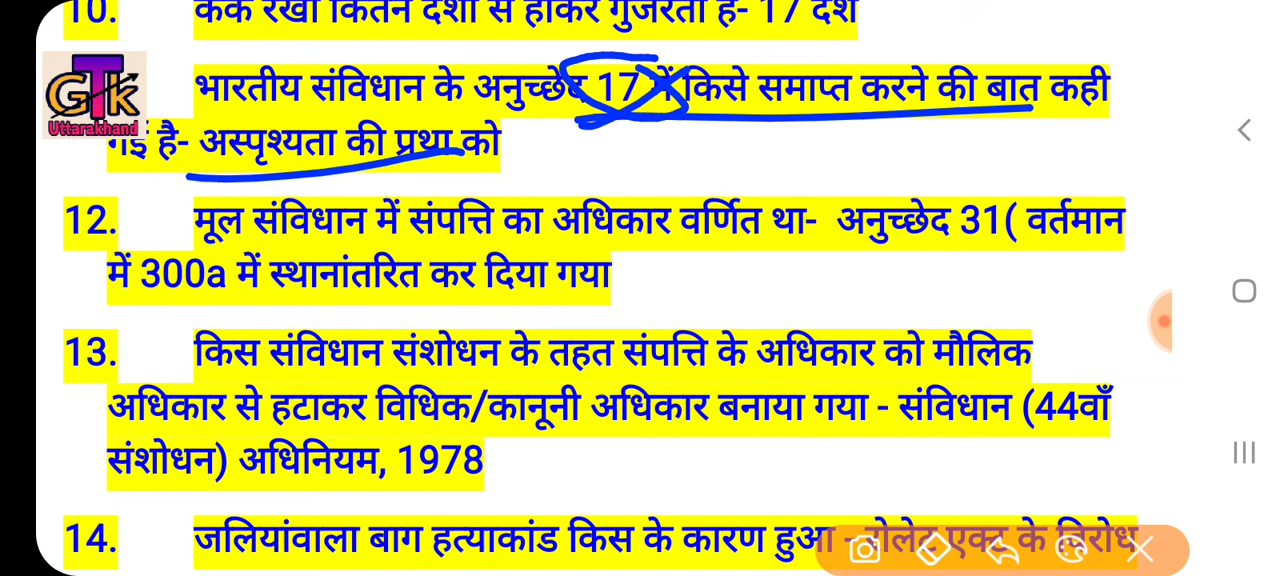 10. कर्क रेखा कितने देशों से होकर गुजरती है- 17 देश
GTK
Uttarakhand
भारतीय संविधान के अनुच्छेद 17 में किसे समाप्त करने की बात कही
गई है- अस्पृश्यता की प्रथा को
12. मूल संविधान में संपत्ति का अधिकार वर्णित था- अनुच्छेद 31( वर्तमान
में 300a में स्थानांतरित कर दिया गया
13. किस संविधान संशोधन के तहत संपत्ति के अधिकार को मौलिक
अधिकार से हटाकर विधिक/कानूनी अधिकार बनाया गया - संविधान (44वाँ
संशोधन) अधिनियम, 1978
14. जलियांवाला बाग हत्याकांड किस के कारण हुआ - रोलेट एक्ट के विरोध